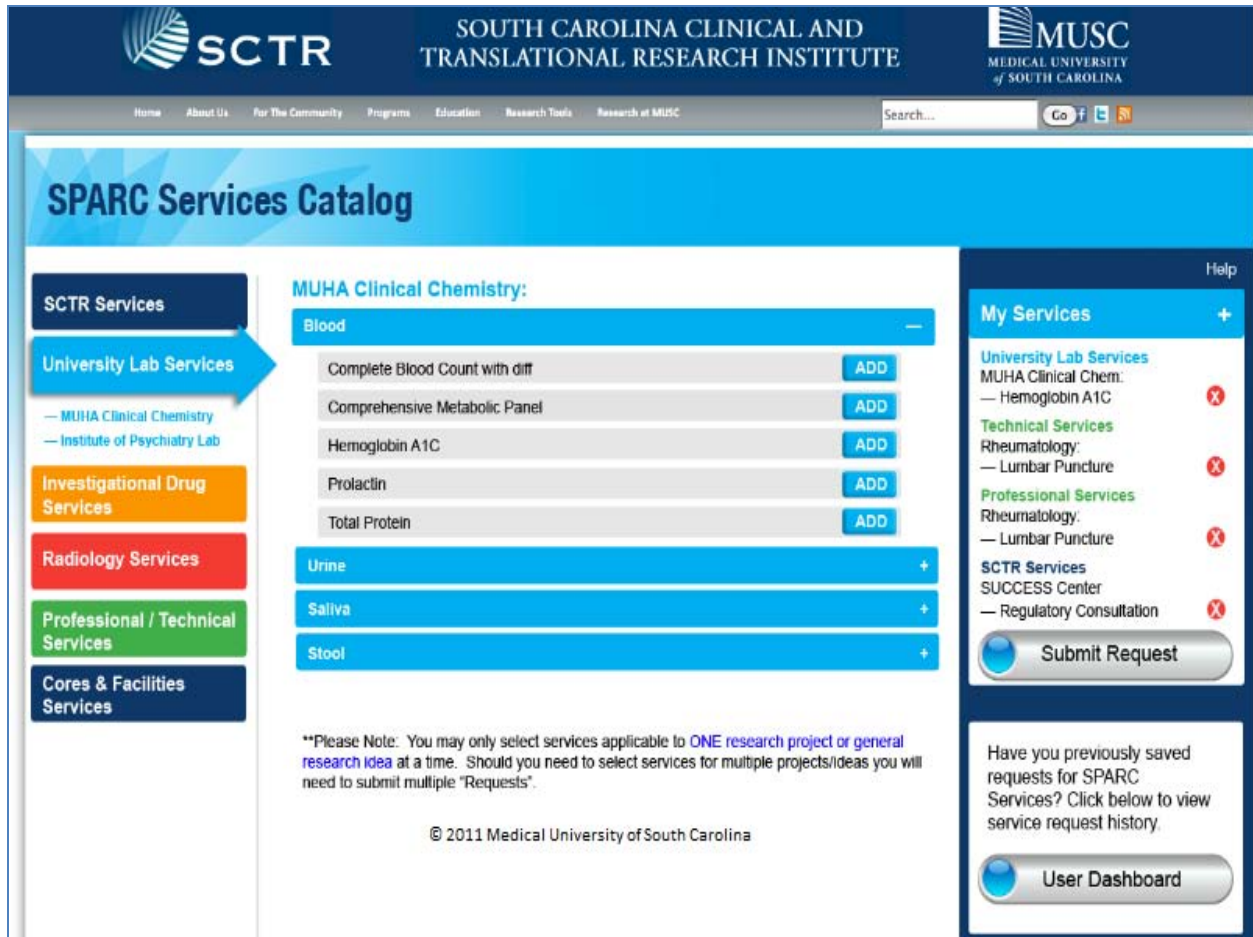 SCTR
SOUTH CAROLINA CLINICAL AND
TRANSLATIONAL RESEARCH INSTITUTE
MUSC
MEDICAL UNIVERSITY
of SOUTH CAROLINA
Home About Us For The Community Programs Education Research Tools Research at MUSC
Search...
Go
SPARC Services Catalog
SCTR Services
University Lab Services
— MUHA Clinical Chemistry
— Institute of Psychiatry Lab
Investigational Drug
Services
Radiology Services
Professional / Technical
Services
Cores & Facilities
Services
MUHA Clinical Chemistry:
Blood —
Complete Blood Count with diff ADD
Comprehensive Metabolic Panel ADD
Hemoglobin A1C ADD
Prolactin ADD
Total Protein ADD
Urine +
Saliva +
Stool +
**Please Note: You may only select services applicable to ONE research project or general
research idea at a time. Should you need to select services for multiple projects/ideas you will
need to submit multiple "Requests".
© 2011 Medical University of South Carolina
Help
My Services +
University Lab Services
MUHA Clinical Chem:
— Hemoglobin A1C X
Technical Services
Rheumatology:
— Lumbar Puncture X
Professional Services
Rheumatology:
— Lumbar Puncture X
SCTR Services
SUCCESS Center
— Regulatory Consultation X
Submit Request
Have you previously saved
requests for SPARC
Services? Click below to view
service request history.
User Dashboard